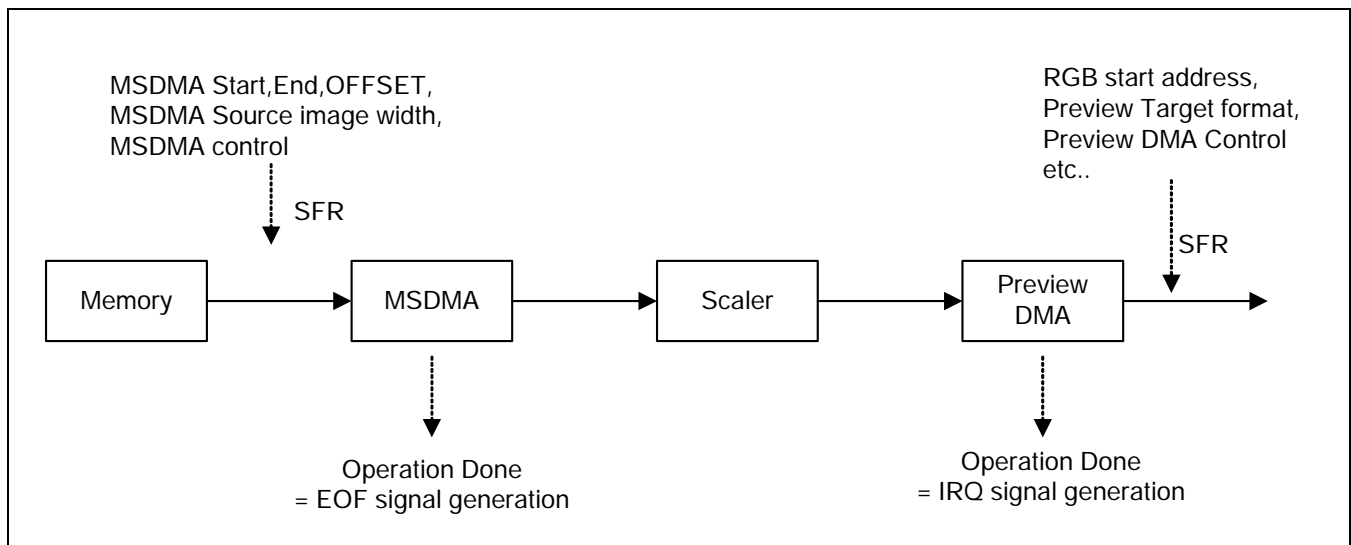 MSDMA Start,End,OFFSET,
MSDMA Source image width,
MSDMA control
RGB start address,
Preview Target format,
Preview DMA Control
etc..
SFR
SFR
Memory
MSDMA
Scaler
Preview
DMA
Operation Done
= EOF signal generation
Operation Done
= IRQ signal generation